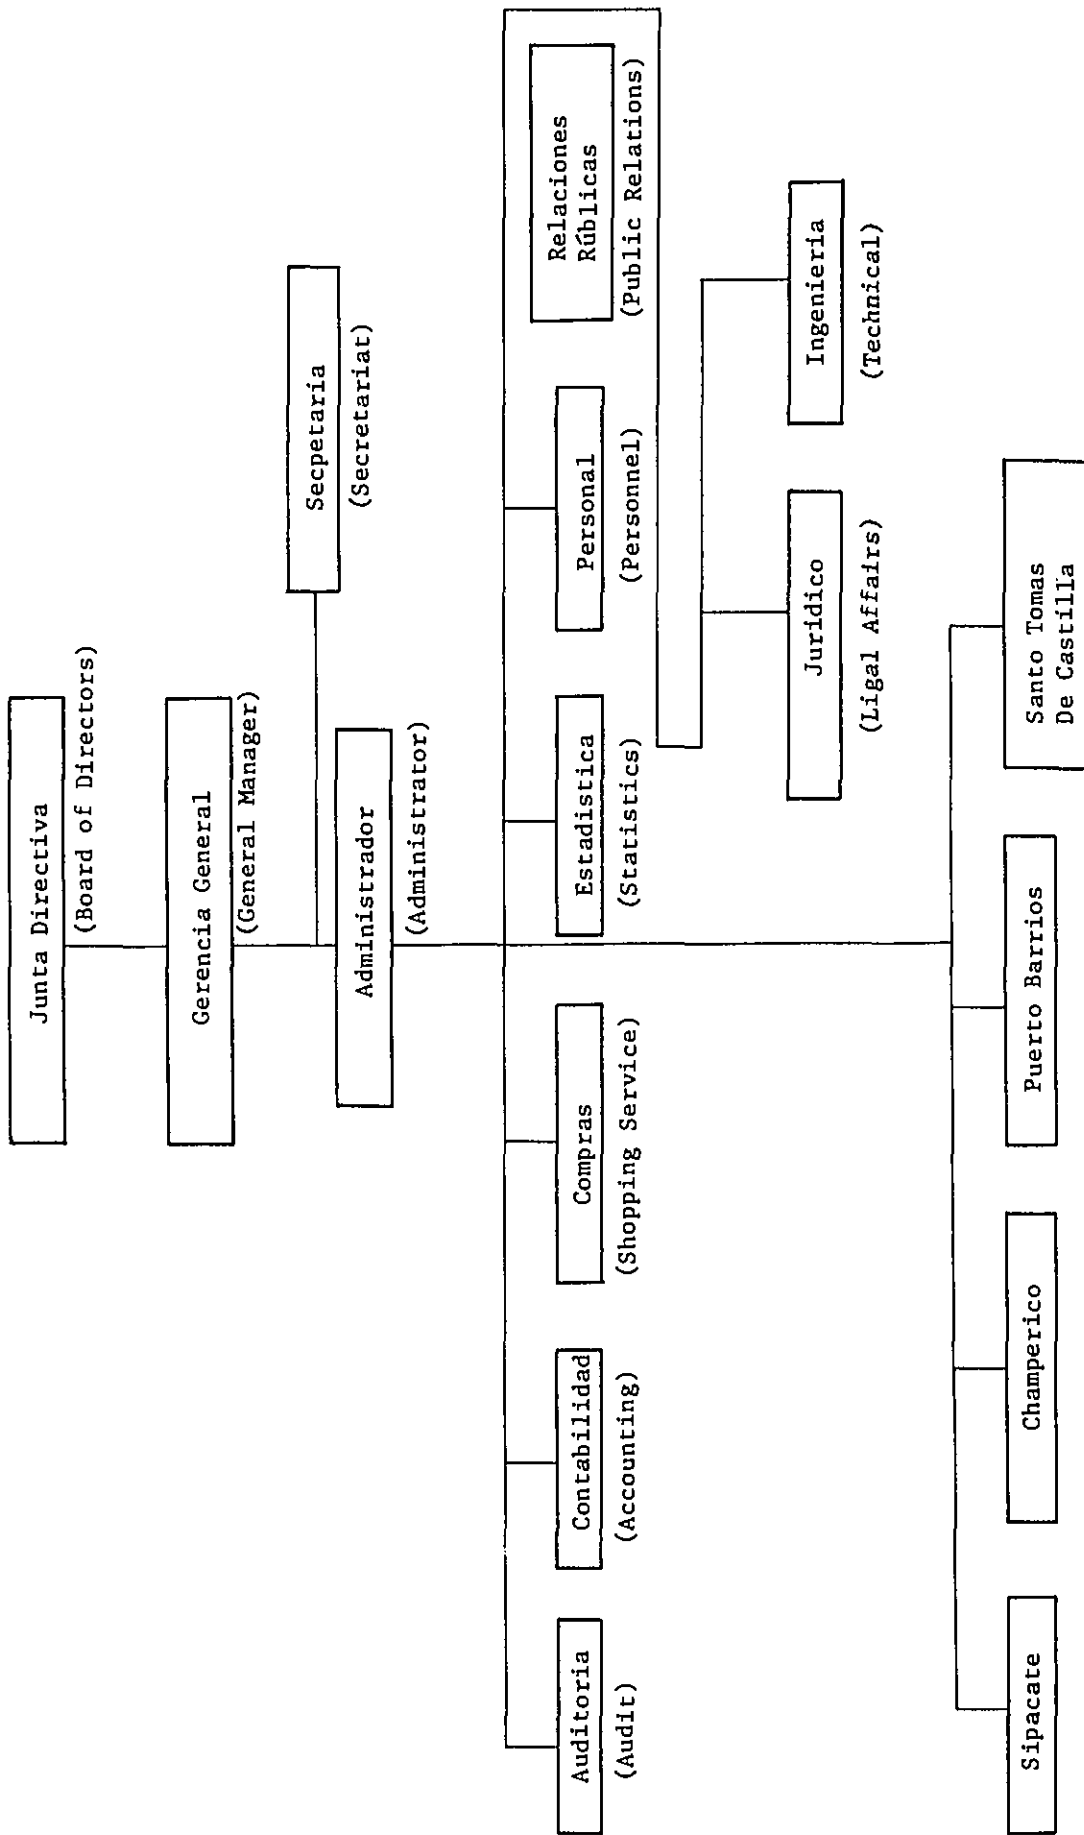 Junta Directiva
(Board of Directors)
Gerencia General
(General Manager)
Secpetaria
(Secretariat)
Administrador
(Administrator)
Auditoria
(Audit)
Contabilidad
(Accounting)
Compras
(Shopping Service)
Estadistica
(Statistics)
Personal
(Personnel)
Relaciones
Rúblicas
(Public Relations)
Juridico
(Ligal Affairs)
Ingenieria
(Technical)
Sipacate
Champerico
Puerto Barrios
Santo Tomas
De Castilla